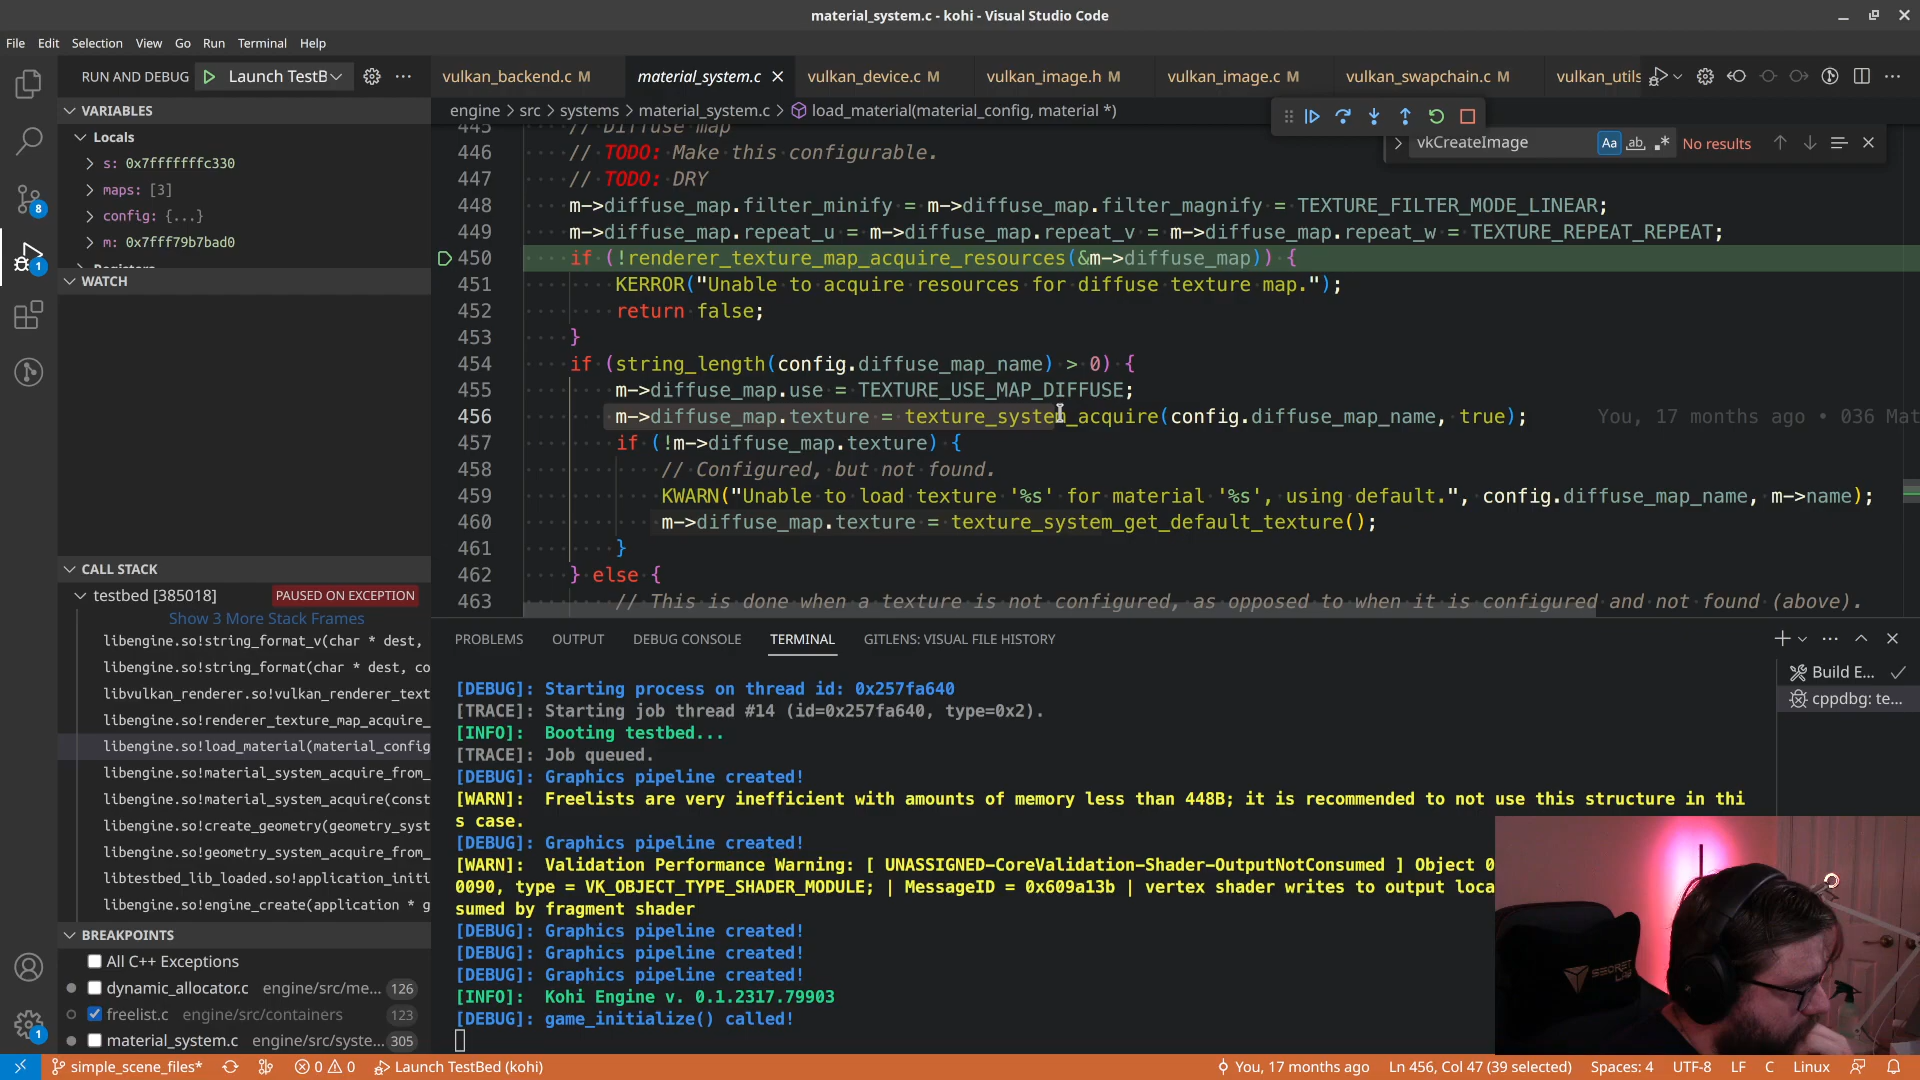 material_system.c - kohi - Visual Studio Code
File Edit Selection View Go Run Terminal Help
RUN AND DEBUG Launch TestB
vulkan_backend.c M material_system.c vulkan_device.c M vulkan_image.h M vulkan_image.c M vulkan_swapchain.c M vulkan_utils
engine > src > systems > material_system.c > load_material(material_config, material *)
VARIABLES
Locals
s: 0x7fffffffc330
maps: [3]
config: {...}
m: 0x7fff79b7bad0
Registers
WATCH
CALL STACK
testbed [385018] PAUSED ON EXCEPTION
Show 3 More Stack Frames
libengine.so!string_format_v(char * dest,
libengine.so!string_format(char * dest, co
libvulkan_renderer.so!vulkan_renderer_text
libengine.so!renderer_texture_map_acquire_
libengine.so!load_material(material_config
libengine.so!material_system_acquire_from_
libengine.so!material_system_acquire(const
libengine.so!create_geometry(geometry_syst
libengine.so!geometry_system_acquire_from_
libtestbed_lib_loaded.so!application_initi
libengine.so!engine_create(application * g
BREAKPOINTS
All C++ Exceptions
dynamic_allocator.c engine/src/me... 126
freelist.c engine/src/containers 123
material_system.c engine/src/syste... 305
vkCreateImage Aa ab No results
445 // Diffuse map
446 // TODO: Make this configurable.
447 // TODO: DRY
448 m->diffuse_map.filter_minify = m->diffuse_map.filter_magnify = TEXTURE_FILTER_MODE_LINEAR;
449 m->diffuse_map.repeat_u = m->diffuse_map.repeat_v = m->diffuse_map.repeat_w = TEXTURE_REPEAT_REPEAT;
450 if (!renderer_texture_map_acquire_resources(&m->diffuse_map)) {
451 KERROR("Unable to acquire resources for diffuse texture map.");
452 return false;
453 }
454 if (string_length(config.diffuse_map_name) > 0) {
455 m->diffuse_map.use = TEXTURE_USE_MAP_DIFFUSE;
456 m->diffuse_map.texture = texture_system_acquire(config.diffuse_map_name, true); You, 17 months ago • 036 Mat
457 if (!m->diffuse_map.texture) {
458 // Configured, but not found.
459 KWARN("Unable to load texture '%s' for material '%s', using default.", config.diffuse_map_name, m->name);
460 m->diffuse_map.texture = texture_system_get_default_texture();
461 }
462 } else {
463 // This is done when a texture is not configured, as opposed to when it is configured and not found (above).
PROBLEMS OUTPUT DEBUG CONSOLE TERMINAL GITLENS: VISUAL FILE HISTORY
Build E...
cppdbg: te...
[DEBUG]: Starting process on thread id: 0x257fa640
[TRACE]: Starting job thread #14 (id=0x257fa640, type=0x2).
[INFO]: Booting testbed...
[TRACE]: Job queued.
[DEBUG]: Graphics pipeline created!
[WARN]: Freelists are very inefficient with amounts of memory less than 448B; it is recommended to not use this structure in thi
s case.
[DEBUG]: Graphics pipeline created!
[WARN]: Validation Performance Warning: [ UNASSIGNED-CoreValidation-Shader-OutputNotConsumed ] Object 0
0090, type = VK_OBJECT_TYPE_SHADER_MODULE; | MessageID = 0x609a13b | vertex shader writes to output loca
sumed by fragment shader
[DEBUG]: Graphics pipeline created!
[DEBUG]: Graphics pipeline created!
[DEBUG]: Graphics pipeline created!
[INFO]: Kohi Engine v. 0.1.2317.79903
[DEBUG]: game_initialize() called!
SECRET
simple_scene_files* 0 0 Launch TestBed (kohi) You, 17 months ago Ln 456, Col 47 (39 selected) Spaces: 4 UTF-8 LF C Linux